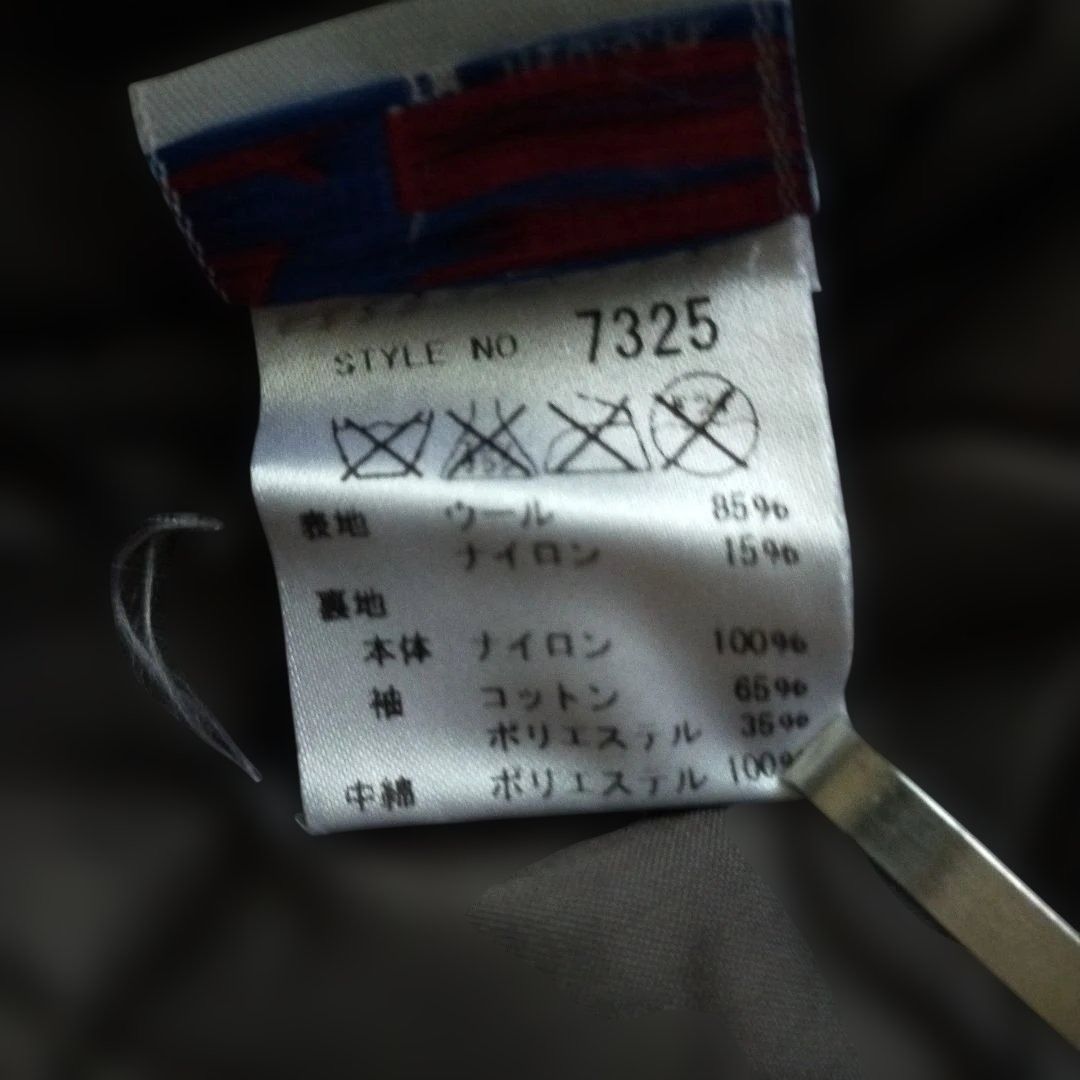 STYLE NO 7325
表地 ウール 85%
ナイロン 15%
裏地
本体 ナイロン 100%
袖 コットン 65%
ポリエステル 35%
中綿 ポリエステル 100%